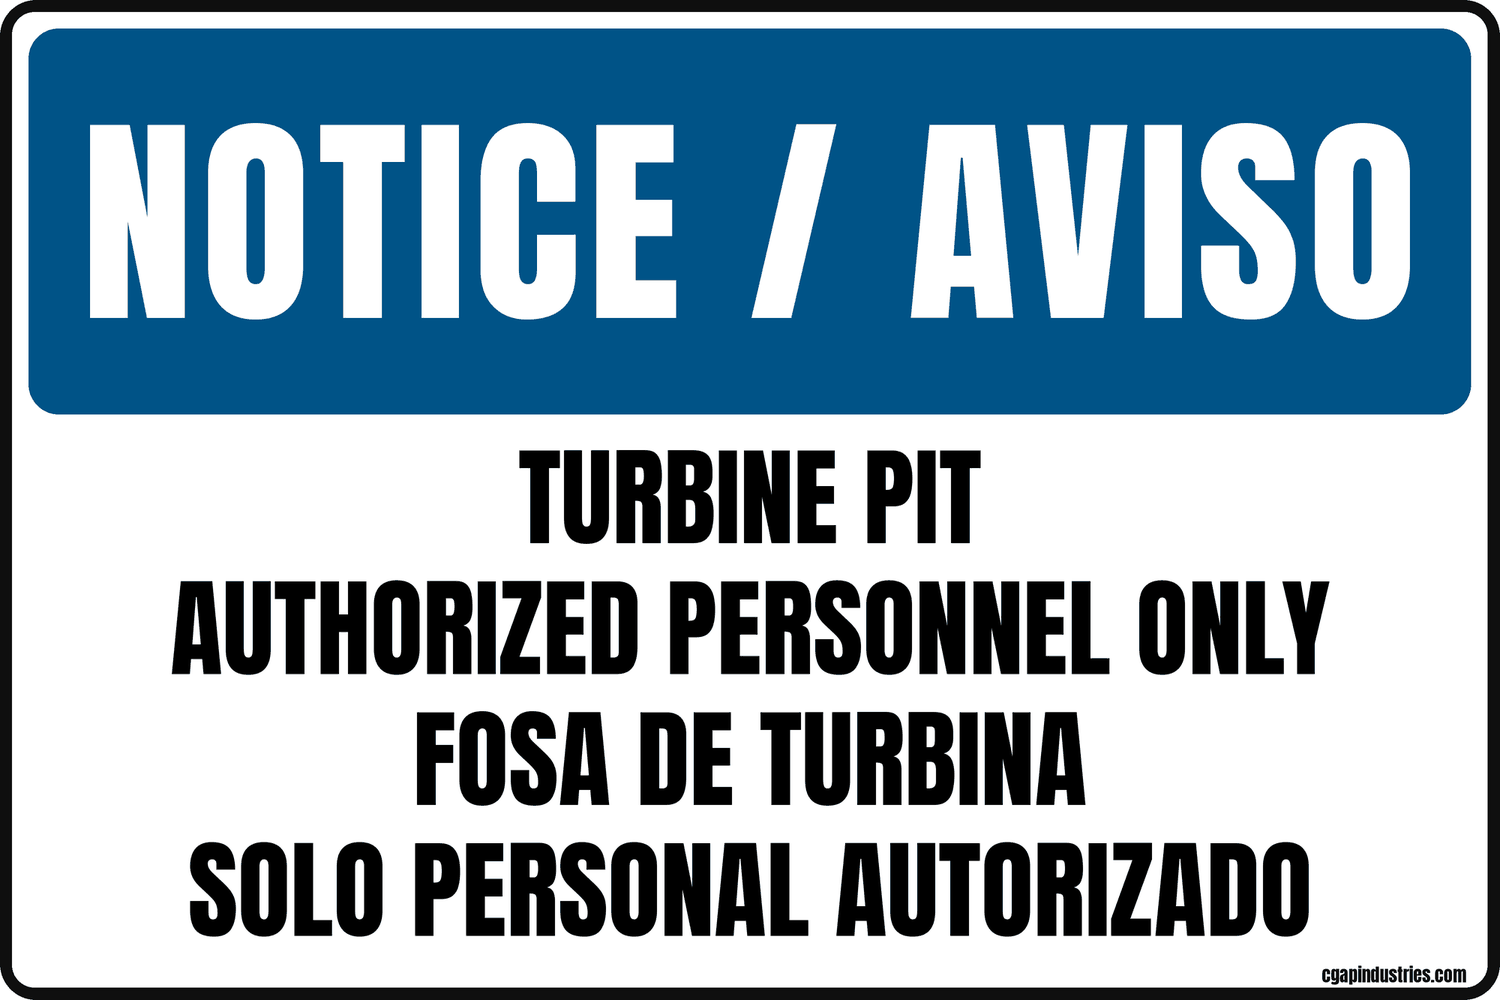 NOTICE / AVISO
TURBINE PIT
AUTHORIZED PERSONNEL ONLY
FOSA DE TURBINA
SOLO PERSONAL AUTORIZADO
cgapindustries.com